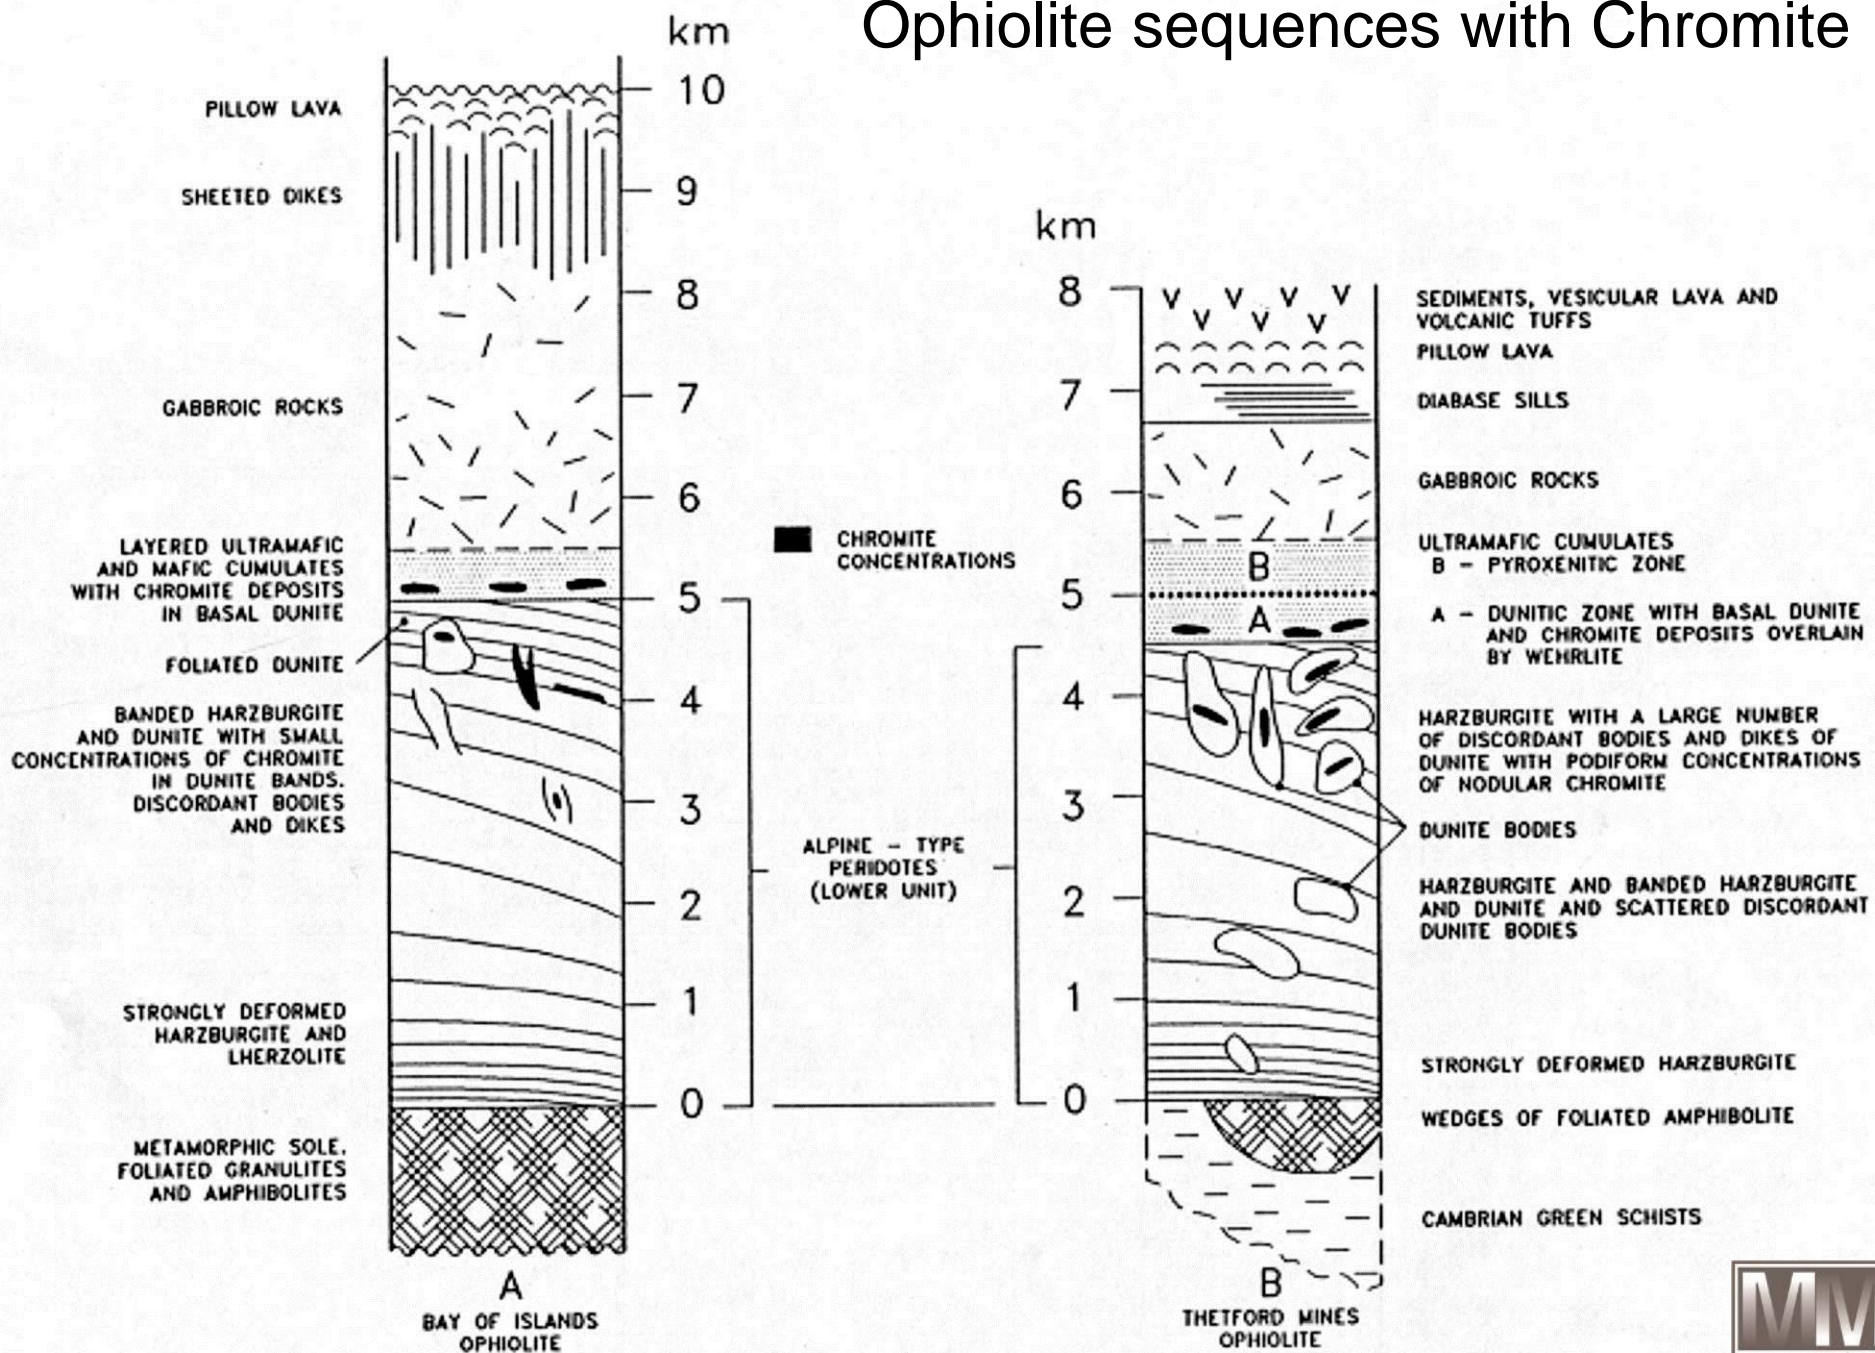 Ophiolite sequences with Chromite
km
10
9
8
7
6
5
4
3
2
1
0
PILLOW LAVA
SHEETED DIKES
GABBROIC ROCKS
LAYERED ULTRAMAFIC
AND MAFIC CUMULATES
WITH CHROMITE DEPOSITS
IN BASAL DUNITE
FOLIATED DUNITE
BANDED HARZBURGITE
AND DUNITE WITH SMALL
CONCENTRATIONS OF CHROMITE
IN DUNITE BANDS.
DISCORDANT BODIES
AND DIKES
STRONGLY DEFORMED
HARZBURGITE AND
LHERZOLITE
METAMORPHIC SOLE.
FOLIATED GRANULITES
AND AMPHIBOLITES
A
BAY OF ISLANDS
OPHIOLITE
CHROMITE
CONCENTRATIONS
ALPINE - TYPE
PERIDOTES
(LOWER UNIT)
km
8
7
6
5
4
3
2
1
0
B
A
SEDIMENTS, VESICULAR LAVA AND
VOLCANIC TUFFS
PILLOW LAVA
DIABASE SILLS
GABBROIC ROCKS
ULTRAMAFIC CUMULATES
B - PYROXENITIC ZONE
A - DUNITIC ZONE WITH BASAL DUNITE
AND CHROMITE DEPOSITS OVERLAIN
BY WEHRLITE
HARZBURGITE WITH A LARGE NUMBER
OF DISCORDANT BODIES AND DIKES OF
DUNITE WITH PODIFORM CONCENTRATIONS
OF NODULAR CHROMITE
DUNITE BODIES
HARZBURGITE AND BANDED HARZBURGITE
AND DUNITE AND SCATTERED DISCORDANT
DUNITE BODIES
STRONGLY DEFORMED HARZBURGITE
WEDGES OF FOLIATED AMPHIBOLITE
CAMBRIAN GREEN SCHISTS
B
THETFORD MINES
OPHIOLITE
MM